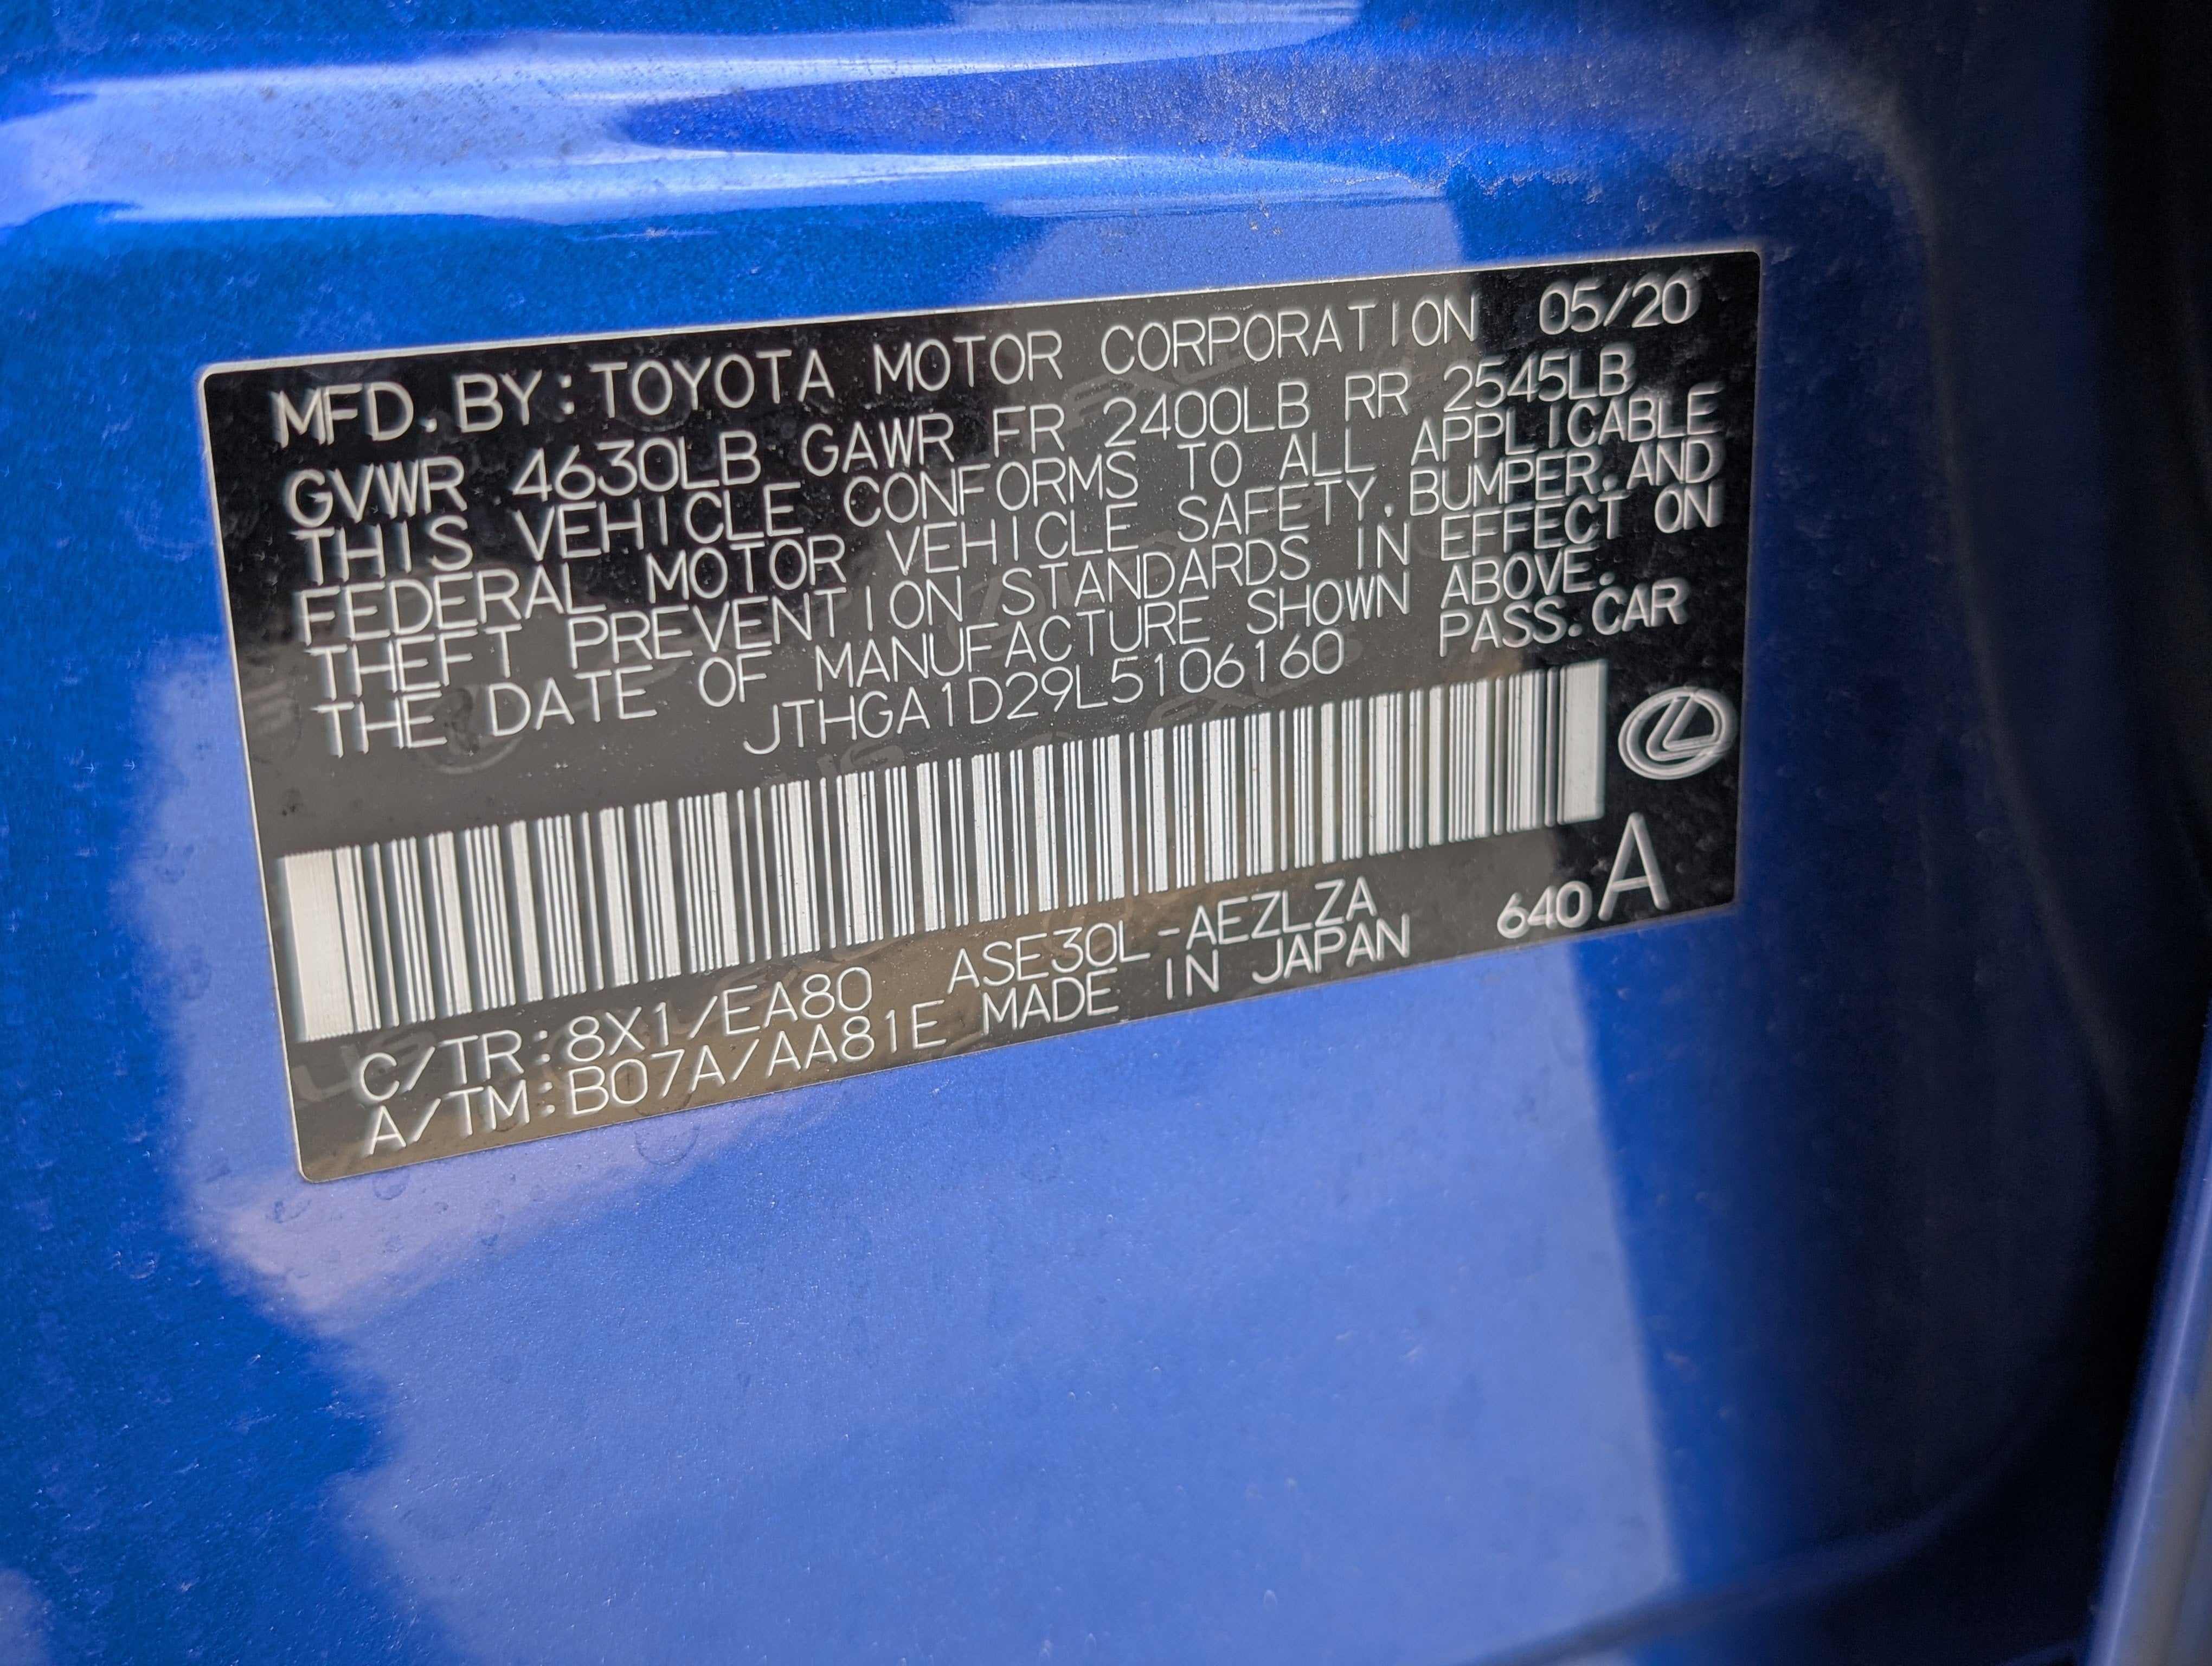 MFD.BY:TOYOTA MOTOR CORPORATION 05/20
GVWR 4630LB GAWR FR 2400LB RR 2545LB
THIS VEHICLE CONFORMS TO ALL APPLICABLE
FEDERAL MOTOR VEHICLE SAFETY,BUMPER,AND
THEFT PREVENTION STANDARDS IN EFFECT ON
THE DATE OF MANUFACTURE SHOWN ABOVE.
JTHGA1D29L5106160 PASS.CAR
C/TR:8X1/EA80 ASE30L-AEZLZA
A/TM:B07A/AA81E MADE IN JAPAN 640A